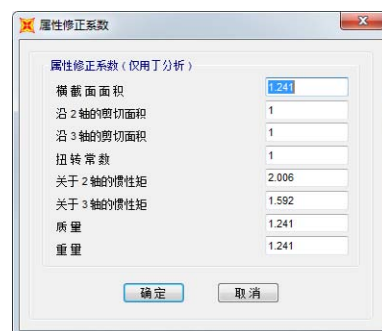 属性修正系数
属性修正系数(仅用于分析)
横截面面积 1.241
沿2轴的剪切面积 1
沿3轴的剪切面积 1
扭转常数 1
关于2轴的惯性矩 2.006
关于3轴的惯性矩 1.592
质量 1.241
重量 1.241
确定 取消